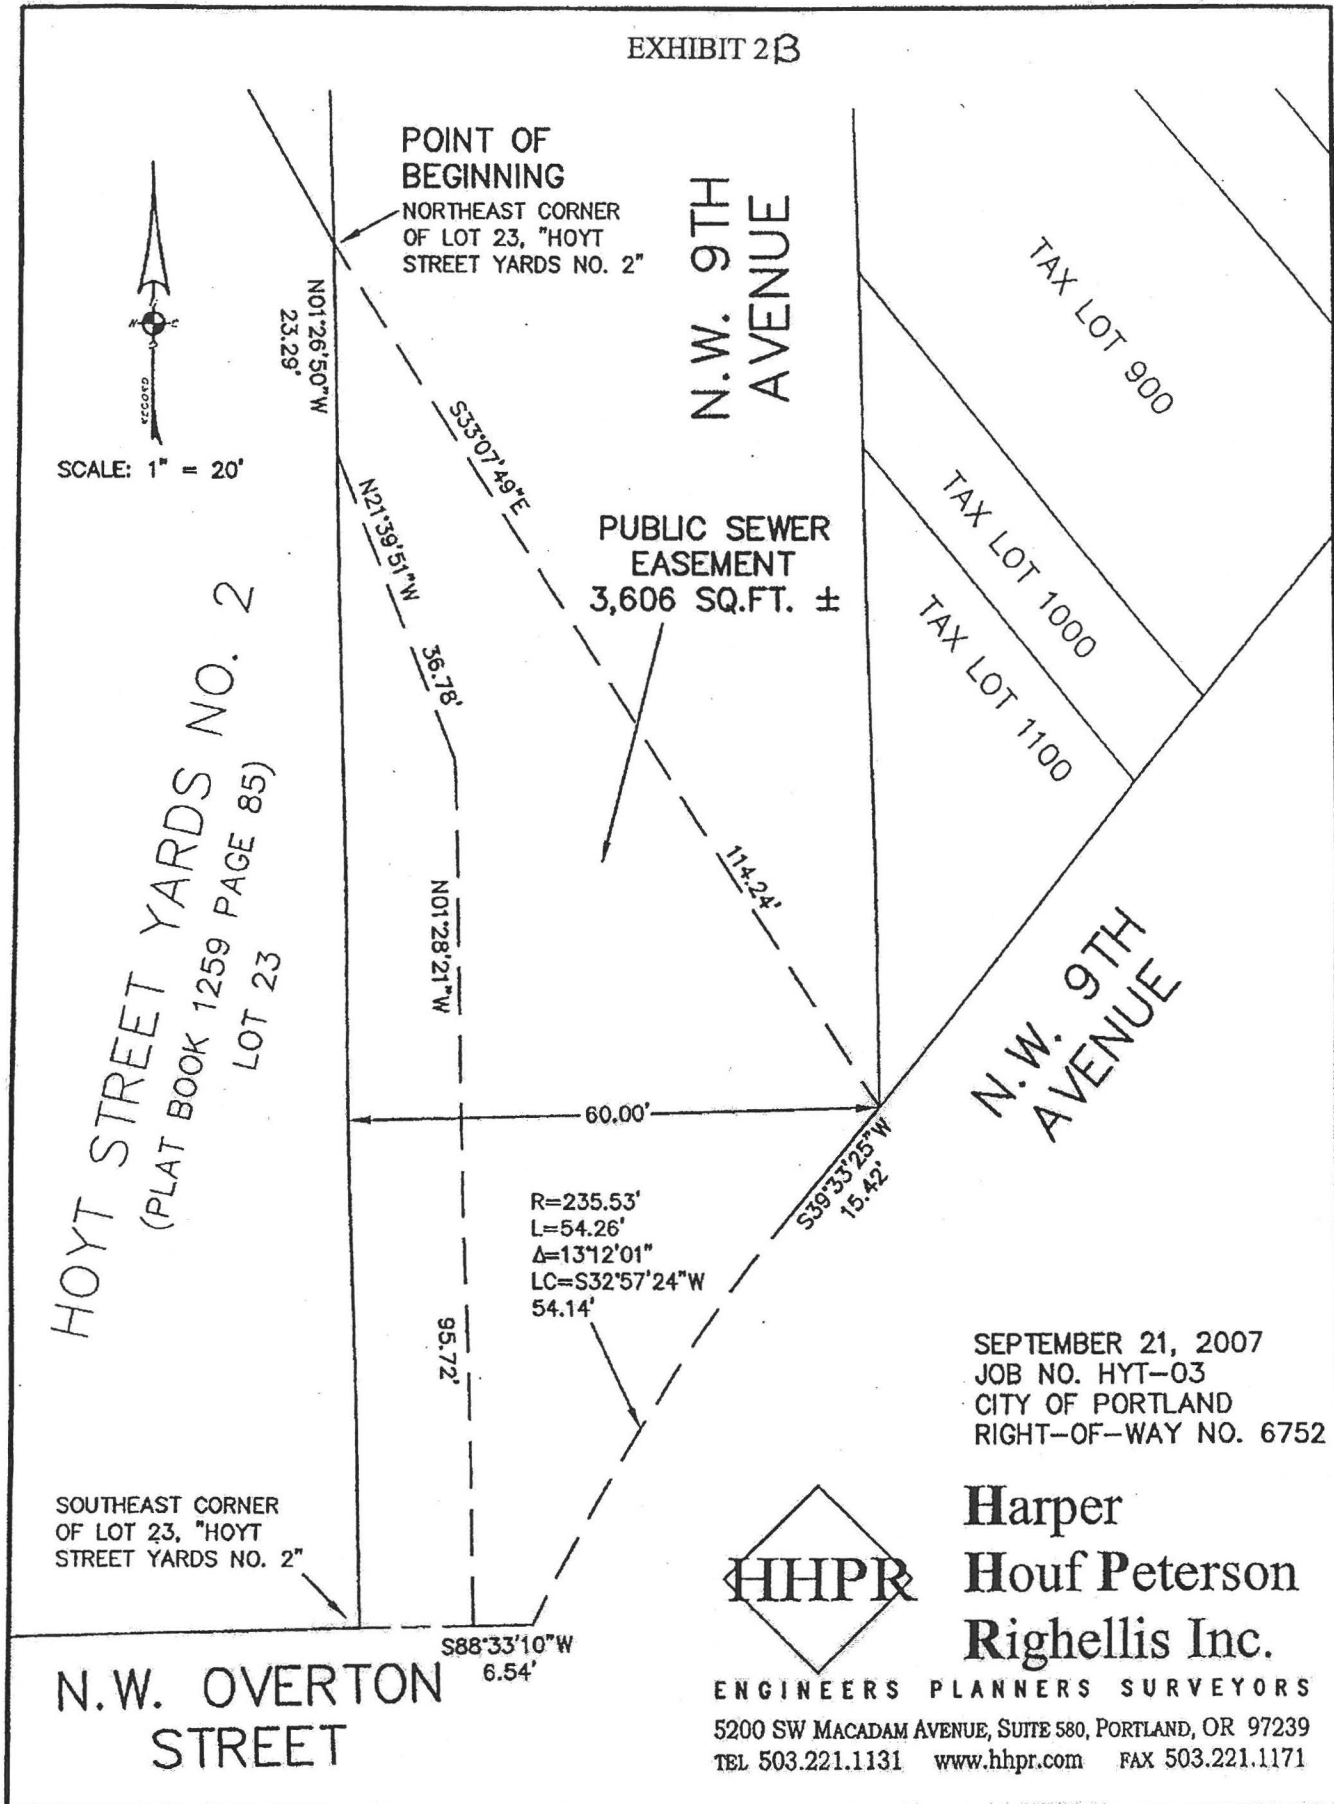 EXHIBIT 2B
POINT OF
BEGINNING
NORTHEAST CORNER
OF LOT 23, "HOYT
STREET YARDS NO. 2"
N.W. 9TH
AVENUE
TAX LOT 900
TAX LOT 1000
TAX LOT 1100
SCALE: 1" = 20'
N01°26'50"W
23.29'
S33°07'49"E
114.24'
N21°39'51"W
36.78'
PUBLIC SEWER
EASEMENT
3,606 SQ.FT. ±
HOYT STREET YARDS NO. 2
(PLAT BOOK 1259 PAGE 85)
LOT 23
N01°28'21"W
95.72'
60.00'
N.W. 9TH
AVENUE
S39°33'25"W
15.42'
R=235.53'
L=54.26'
Δ=13°12'01"
LC=S32°57'24"W
54.14'
SEPTEMBER 21, 2007
JOB NO. HYT-03
CITY OF PORTLAND
RIGHT-OF-WAY NO. 6752
SOUTHEAST CORNER
OF LOT 23, "HOYT
STREET YARDS NO. 2"
S88°33'10"W
6.54'
N.W. OVERTON
STREET
HHPR
Harper
Houf Peterson
Righellis Inc.
ENGINEERS PLANNERS SURVEYORS
5200 SW MACADAM AVENUE, SUITE 580, PORTLAND, OR 97239
TEL 503.221.1131 www.hhpr.com FAX 503.221.1171